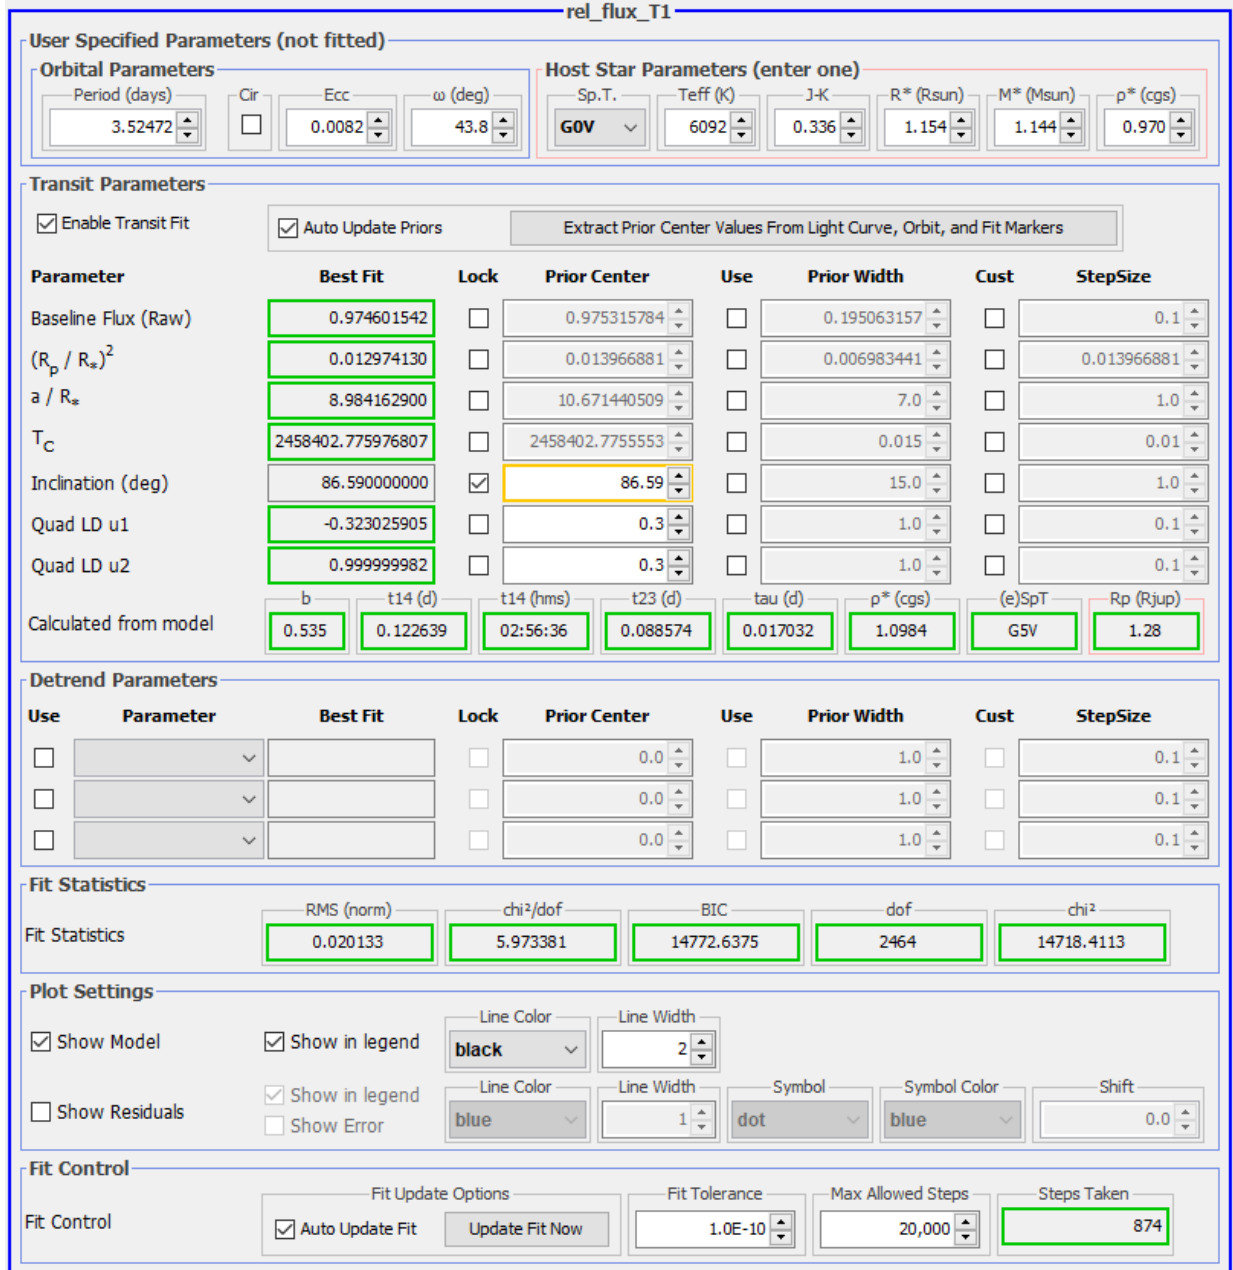 rel_flux_T1
User Specified Parameters (not fitted)
Orbital Parameters
Host Star Parameters (enter one)
Period (days) Cir Ecc ω (deg) Sp.T. Teff (K) J-K R* (Rsun) M* (Msun) ρ* (cgs)
3.52472 0.0082 43.8 G0V 6092 0.336 1.154 1.144 0.970
Transit Parameters
Enable Transit Fit Auto Update Priors Extract Prior Center Values From Light Curve, Orbit, and Fit Markers
Parameter Best Fit Lock Prior Center Use Prior Width Cust StepSize
Baseline Flux (Raw) 0.974601542 0.975315784 0.195063157 0.1
(Rp / R*)² 0.012974130 0.013966881 0.006983441 0.013966881
a / R* 8.984162900 10.671440509 7.0 1.0
TC 2458402.775976807 2458402.7755553 0.015 0.01
Inclination (deg) 86.590000000 86.59 15.0 1.0
Quad LD u1 -0.323025905 0.3 1.0 0.1
Quad LD u2 0.999999982 0.3 1.0 0.1
b t14 (d) t14 (hms) t23 (d) tau (d) ρ* (cgs) (e)SpT Rp (Rjup)
Calculated from model 0.535 0.122639 02:56:36 0.088574 0.017032 1.0984 G5V 1.28
Detrend Parameters
Use Parameter Best Fit Lock Prior Center Use Prior Width Cust StepSize
0.0 1.0 0.1
0.0 1.0 0.1
0.0 1.0 0.1
Fit Statistics
RMS (norm) chi²/dof BIC dof chi²
Fit Statistics 0.020133 5.973381 14772.6375 2464 14718.4113
Plot Settings
Line Color Line Width
Show Model Show in legend black 2
Line Color Line Width Symbol Symbol Color Shift
Show Residuals Show in legend Show Error blue 1 dot blue 0.0
Fit Control
Fit Update Options Fit Tolerance Max Allowed Steps Steps Taken
Fit Control Auto Update Fit Update Fit Now 1.0E-10 20,000 874